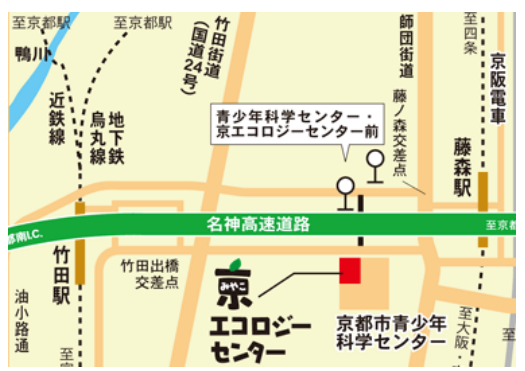 至京都駅
至京都駅
鴨川
近鉄線
地下鉄
烏丸線
竹田街道
(国道24号)
師団街道
至四条
京阪電車
青少年科学センター・
京エコロジーセンター前
藤ノ森交差点
藤森駅
名神高速道路
至京都
南I.C.
竹田駅
竹田出橋
交差点
油小路通
京
みやこ
エコロジー
センター
京都市青少年
科学センター
至大阪・
至